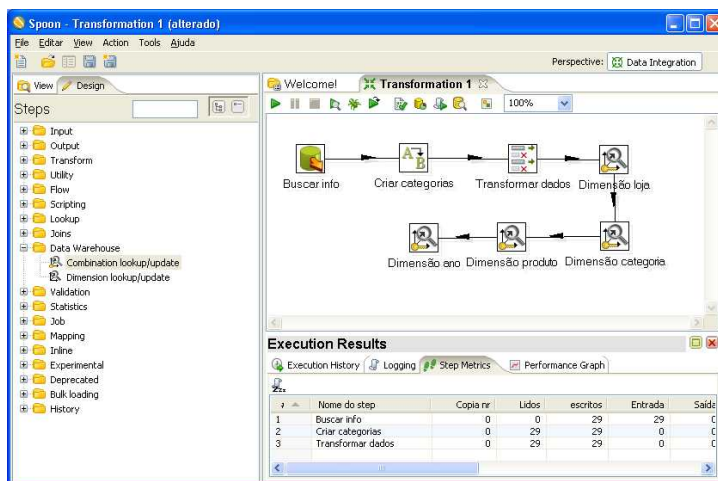 Spoon - Transformation 1 (alterado)
File Editar View Action Tools Ajuda
Perspective: Data Integration
View Design
Steps
Input
Output
Transform
Utility
Flow
Scripting
Lookup
Joins
Data Warehouse
Combination lookup/update
Dimension lookup/update
Validation
Statistics
Job
Mapping
Inline
Experimental
Deprecated
Bulk loading
History
Welcome! Transformation 1
100%
Buscar info Criar categorias Transformar dados Dimensão loja
Dimensão ano Dimensão produto Dimensão categoria
Execution Results
Execution History Logging Step Metrics Performance Graph
Nome do step Copia nr Lidos escritos Entrada Saída
1 Buscar info 0 0 29 29 0
2 Criar categorias 0 29 29 0 0
3 Transformar dados 0 29 29 0 0